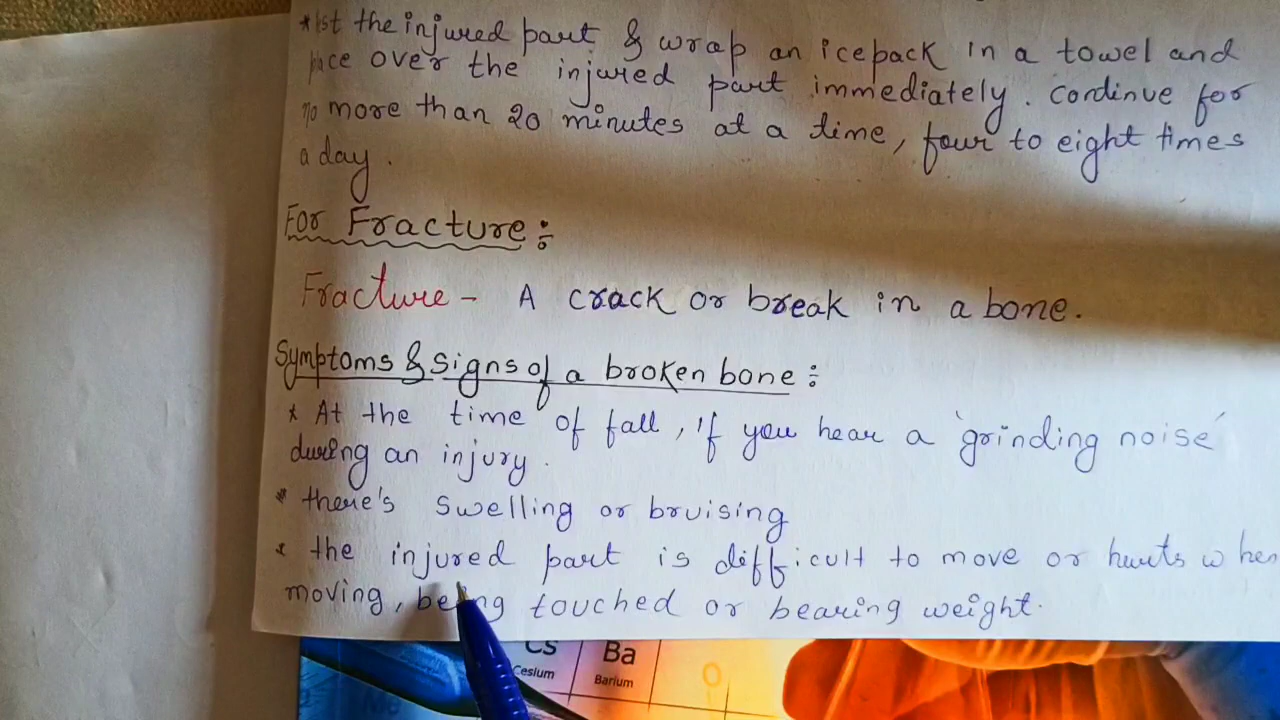 *st the injured part & wrap an icepack in a towel and
place over the injured part immediately. continue for
no more than 20 minutes at a time, four to eight times
a day.
For Fracture:
Fracture - A crack or break in a bone.
Symptoms & Signs of a broken bone:
* At the time of fall, if you hear a 'grinding noise'
during an injury.
* there's swelling or bruising
* the injured part is difficult to move or hurts when
moving, being touched or bearing weight.
Cs Ba
Cesium Barium